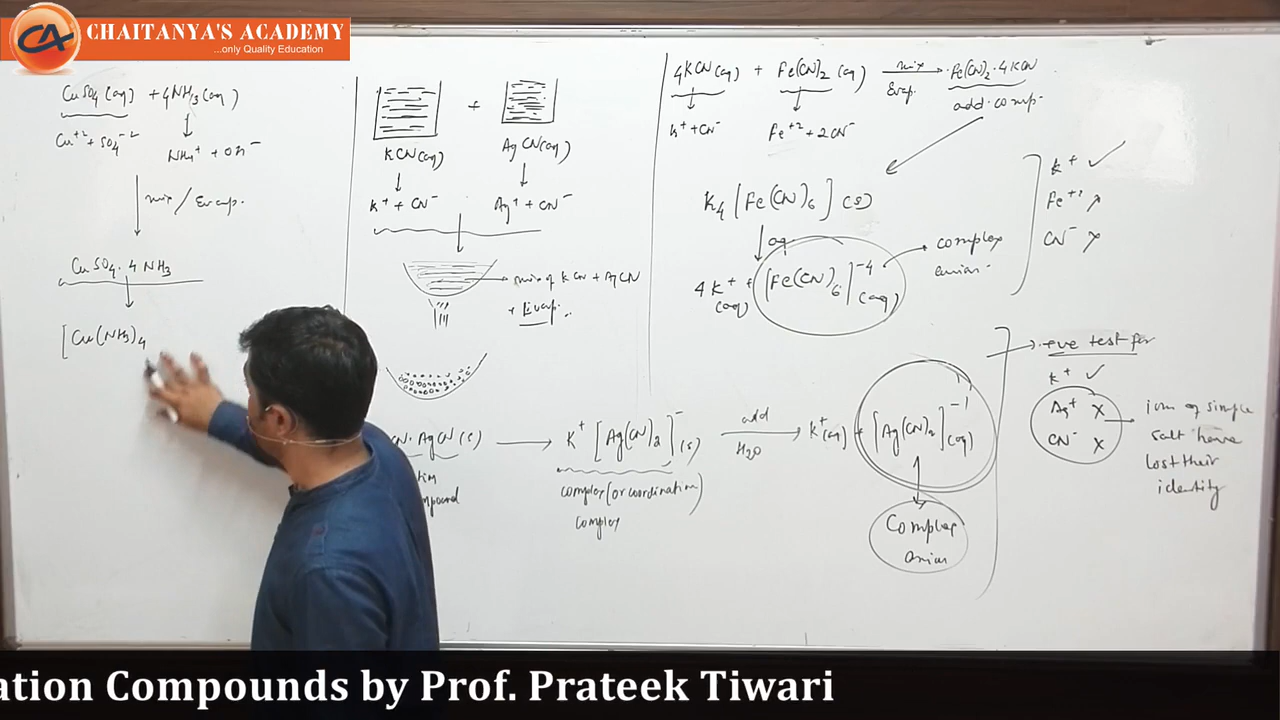 CHAITANYA'S ACADEMY
...only Quality Education
CuSO4 (aq) + 4NH3 (aq)
Cu+2 + SO4-2
NH4+ + OH-
mix / Evap.
CuSO4 . 4 NH3
[Cu(NH3)4
+
KCN (aq)
AgCN (aq)
K+ + CN-
Ag+ + CN-
mix of KCN + AgCN
+ Evap.
CN . AgCN (s)
K+ [Ag(CN)2]- (s)
complex (or coordination)
complex
add
H2O
K+ (aq) + [Ag(CN)2]-1 (aq)
Complex
anion
4KCN (aq) + Fe(CN)2 (aq)
mix
Evap.
Fe(CN)2 . 4KCN
add. comp.
K+ + CN-
Fe+2 + 2CN-
K4 [Fe(CN)6] (s)
aq.
4K+ (aq) + [Fe(CN)6]-4 (aq)
complex
anion.
K+ ✓
Fe+2 ✗
CN- ✗
+ve test for
K+ ✓
Ag+ ✗
CN- ✗
ions of simple
salt have
lost their
identity
ation Compounds by Prof. Prateek Tiwari